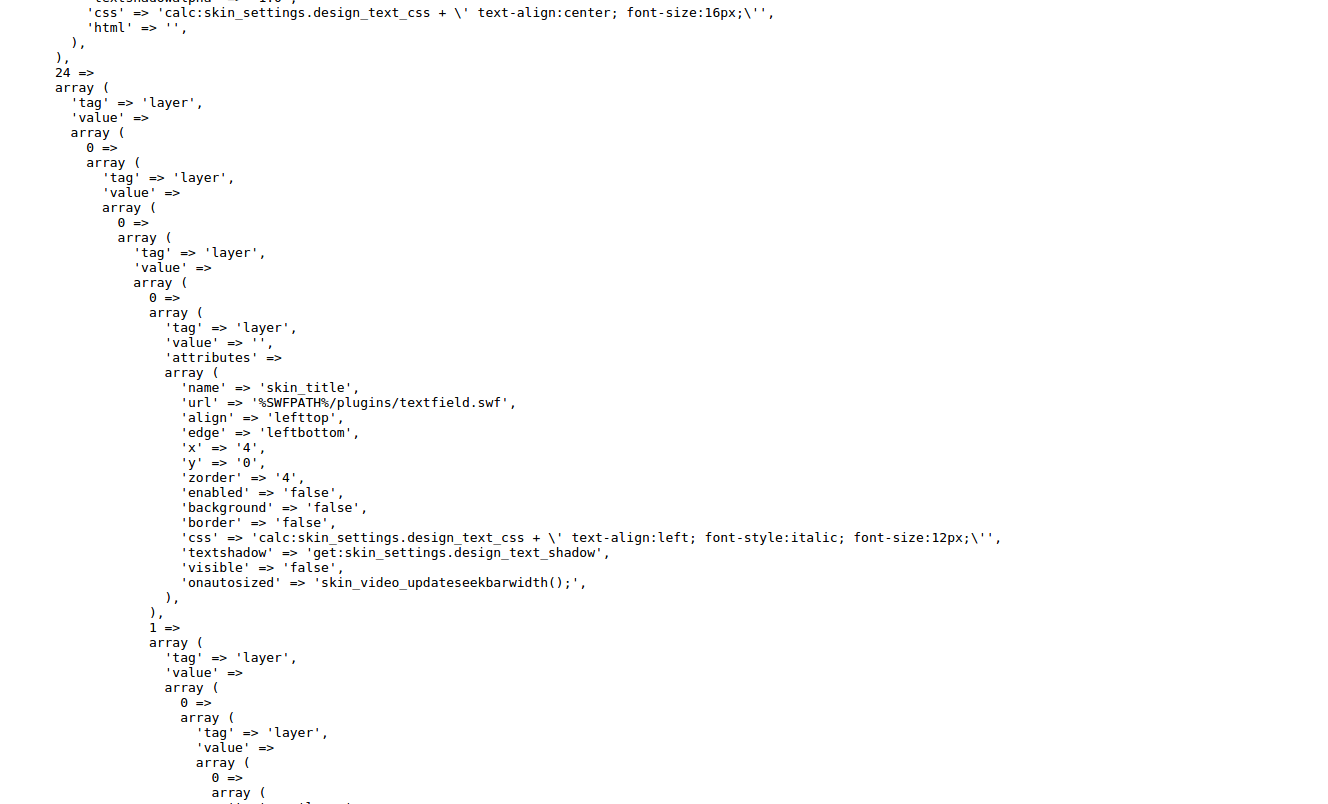 'css' => 'calc:skin_settings.design_text_css + \' text-align:center; font-size:16px;\'',
'html' => '',
),
),
24 =>
array (
'tag' => 'layer',
'value' =>
array (
0 =>
array (
'tag' => 'layer',
'value' =>
array (
0 =>
array (
'tag' => 'layer',
'value' =>
array (
0 =>
array (
'tag' => 'layer',
'value' => '',
'attributes' =>
array (
'name' => 'skin_title',
'url' => '%SWFPATH%/plugins/textfield.swf',
'align' => 'lefttop',
'edge' => 'leftbottom',
'x' => '4',
'y' => '0',
'zorder' => '4',
'enabled' => 'false',
'background' => 'false',
'border' => 'false',
'css' => 'calc:skin_settings.design_text_css + \' text-align:left; font-style:italic; font-size:12px;\'',
'textshadow' => 'get:skin_settings.design_text_shadow',
'visible' => 'false',
'onautosized' => 'skin_video_updateseekbarwidth();',
),
),
1 =>
array (
'tag' => 'layer',
'value' =>
array (
0 =>
array (
'tag' => 'layer',
'value' =>
array (
0 =>
array (